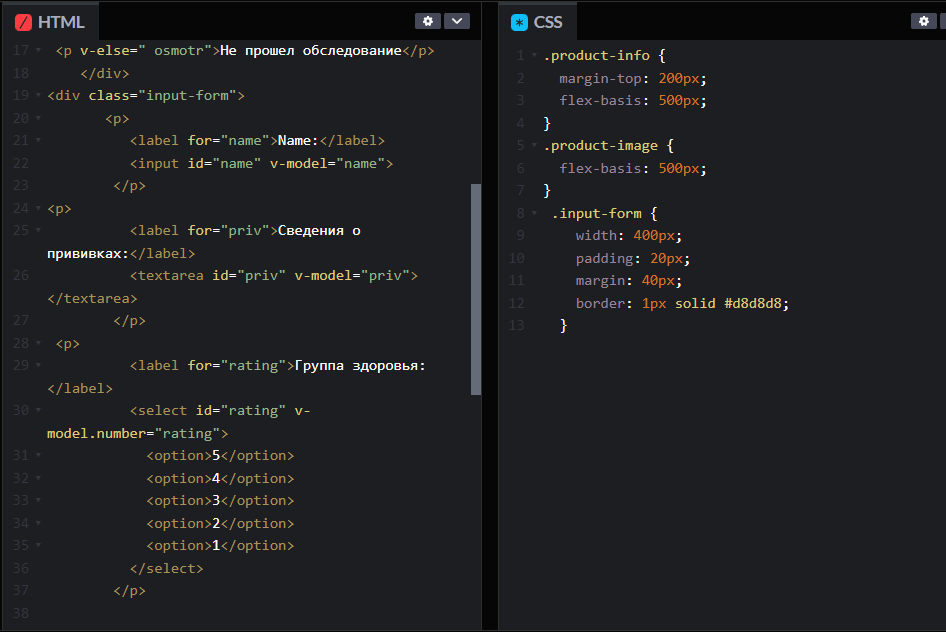 HTML
17 <p v-else=" osmotr">Не прошел обследование</p>
18 </div>
19 <div class="input-form">
20 <p>
21 <label for="name">Name:</label>
22 <input id="name" v-model="name">
23 </p>
24 <p>
25 <label for="priv">Сведения о
прививках:</label>
26 <textarea id="priv" v-model="priv">
</textarea>
27 </p>
28 <p>
29 <label for="rating">Группа здоровья:
</label>
30 <select id="rating" v-
model.number="rating">
31 <option>5</option>
32 <option>4</option>
33 <option>3</option>
34 <option>2</option>
35 <option>1</option>
36 </select>
37 </p>
38
CSS
1 .product-info {
2 margin-top: 200px;
3 flex-basis: 500px;
4 }
5 .product-image {
6 flex-basis: 500px;
7 }
8 .input-form {
9 width: 400px;
10 padding: 20px;
11 margin: 40px;
12 border: 1px solid #d8d8d8;
13 }